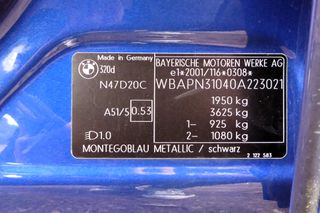 BMW
Made in Germany
320d
BAYERISCHE MOTOREN WERKE AG
e1*2001/116*0308*
N47D20C
WBAPN31040A223021
1950 kg
A51/5 0.53
3625 kg
1- 925 kg
1.0
2- 1080 kg
MONTEGOBLAU METALLIC / schwarz
2 122 583